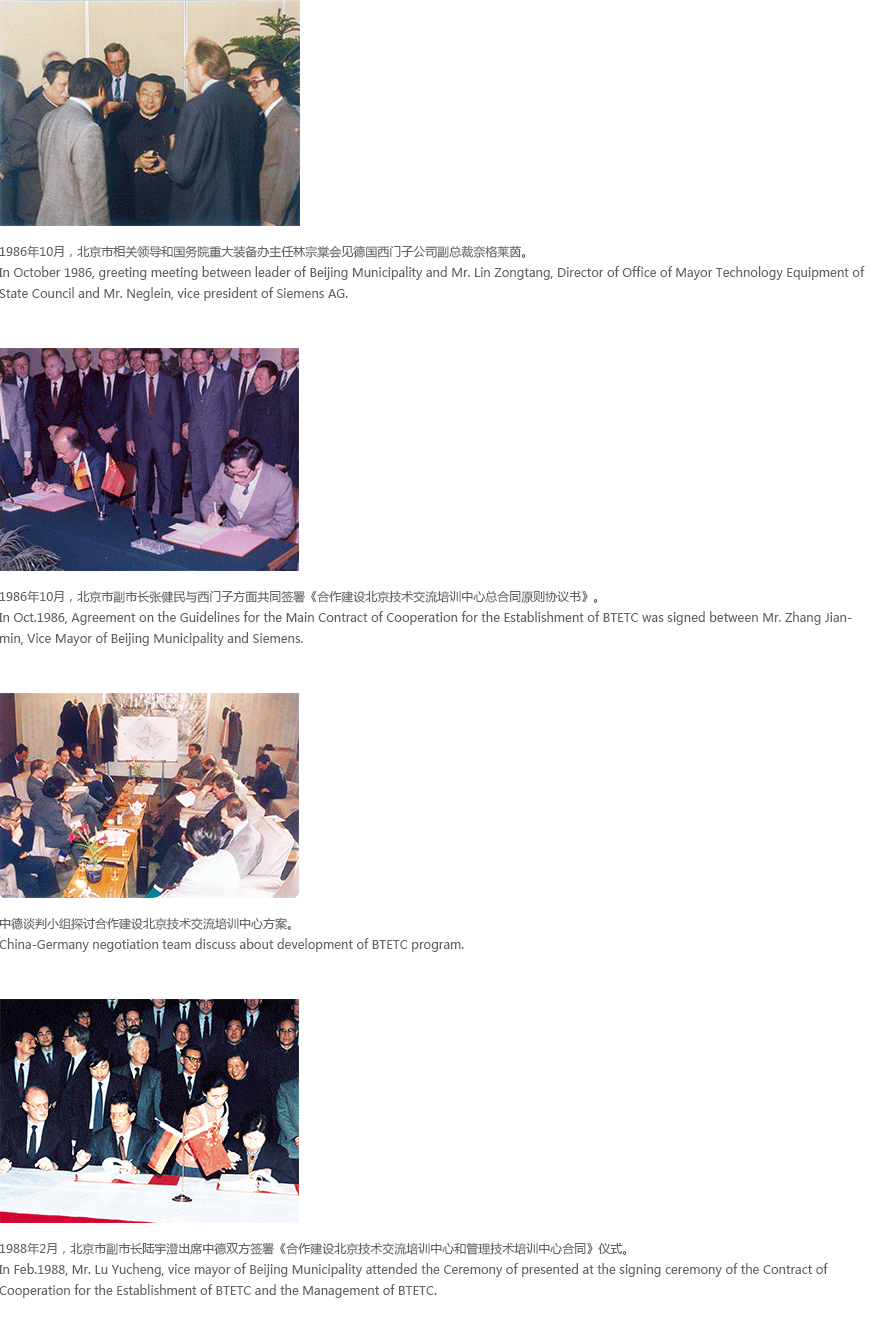 1986年10月，北京市相关领导和国务院重大装备办主任林宗棠会见德国西门子公司副总裁奈格莱茵。
In October 1986, greeting meeting between leader of Beijing Municipality and Mr. Lin Zongtang, Director of Office of Mayor Technology Equipment of
State Council and Mr. Neglein, vice president of Siemens AG.
1986年10月，北京市副市长张健民与西门子方面共同签署《合作建设北京技术交流培训中心总合同原则协议书》。
In Oct.1986, Agreement on the Guidelines for the Main Contract of Cooperation for the Establishment of BTETC was signed between Mr. Zhang Jian-
min, Vice Mayor of Beijing Municipality and Siemens.
中德谈判小组探讨合作建设北京技术交流培训中心方案。
China-Germany negotiation team discuss about development of BTETC program.
1988年2月，北京市副市长陆宇澄出席中德双方签署《合作建设北京技术交流培训中心和管理技术培训中心合同》仪式。
In Feb.1988, Mr. Lu Yucheng, vice mayor of Beijing Municipality attended the Ceremony of presented at the signing ceremony of the Contract of
Cooperation for the Establishment of BTETC and the Management of BTETC.